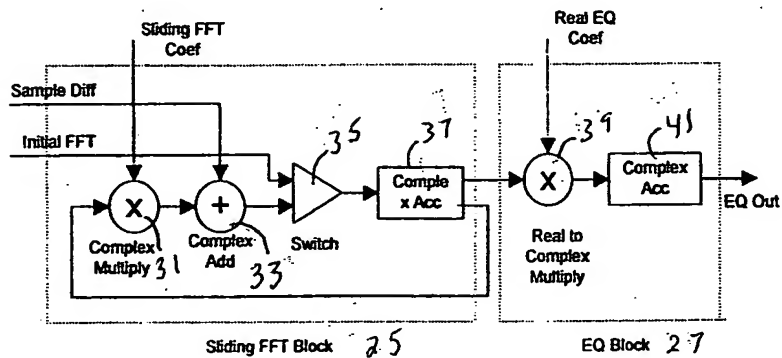 Sliding FFT
Coef
Real EQ
Coef
Sample Diff
Initial FFT
35
37
39
41
X
+
Comple
x Acc
X
Complex
Acc
EQ Out
Complex
Multiply 31
Complex
Add
33
Switch
Real to
Complex
Multiply
Sliding FFT Block 25
EQ Block 27